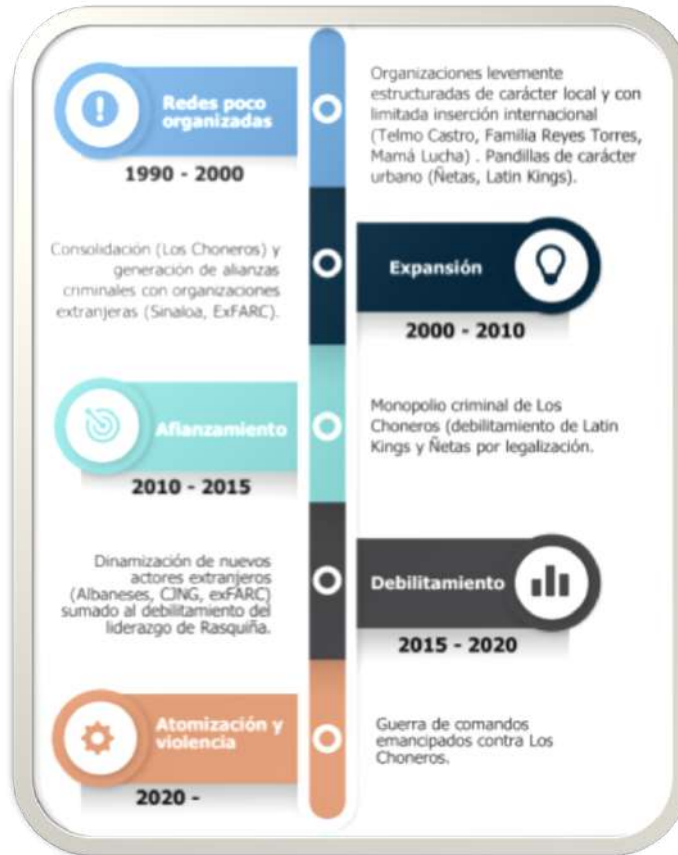 Redes poco
organizadas
1990 - 2000
Organizaciones levemente
estructuradas de carácter local y con
limitada inserción internacional
(Telmo Castro, Familia Reyes Torres,
Mamá Lucha) . Pandillas de carácter
urbano (Ñetas, Latin Kings).
Expansión
2000 - 2010
Consolidación (Los Choneros) y
generación de alianzas
criminales con organizaciones
extranjeras (Sinaloa, ExFARC).
Afianzamiento
2010 - 2015
Monopolio criminal de Los
Choneros (debilitamiento de Latin
Kings y Ñetas por legalización.
Debilitamiento
2015 - 2020
Dinamización de nuevos
actores extranjeros
(Albaneses, CJNG, exFARC)
sumado al debilitamiento del
liderazgo de Rasquiña.
Atomización y
violencia
2020 -
Guerra de comandos
emancipados contra Los
Choneros.